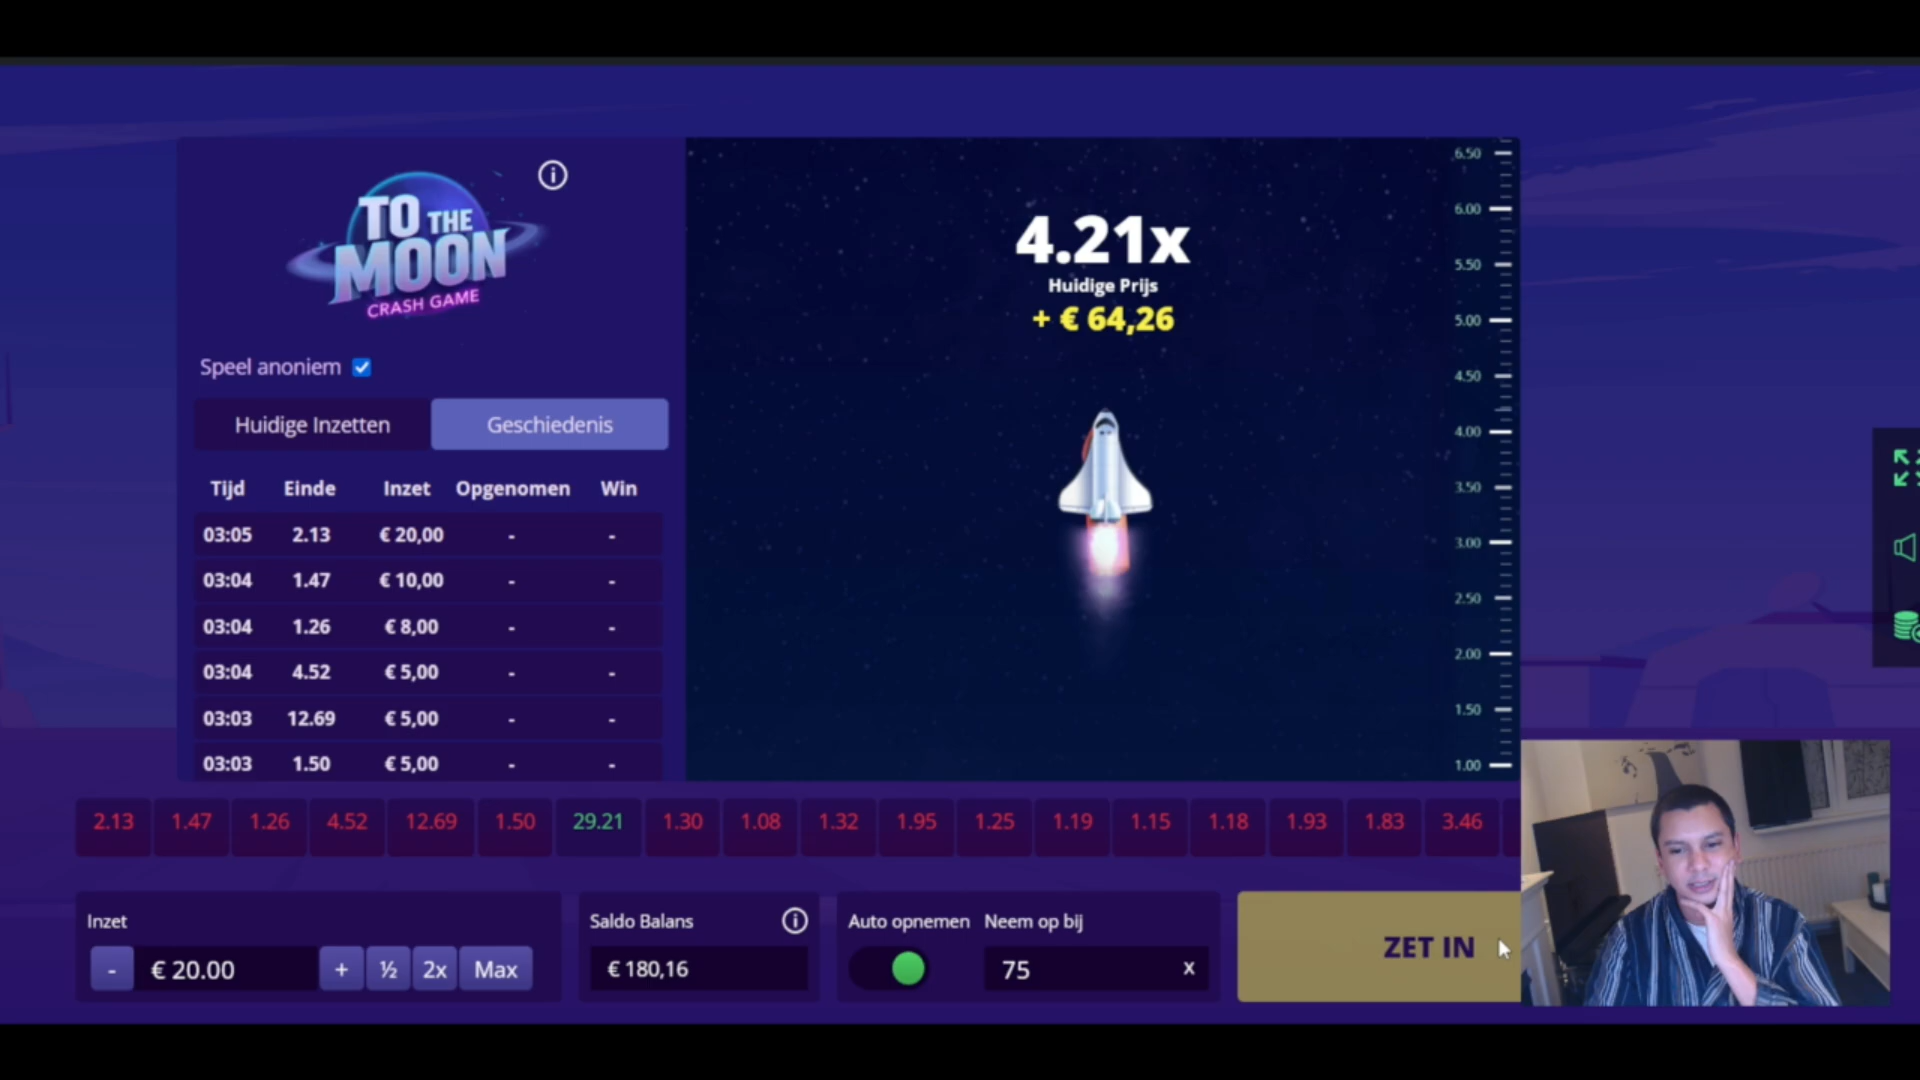 TO THE
MOON
CRASH GAME
Speel anoniem
Huidige Inzetten Geschiedenis
Tijd Einde Inzet Opgenomen Win
03:05 2.13 € 20,00 - -
03:04 1.47 € 10,00 - -
03:04 1.26 € 8,00 - -
03:04 4.52 € 5,00 - -
03:03 12.69 € 5,00 - -
03:03 1.50 € 5,00 - -
4.21x
Huidige Prijs
+ € 64,26
6.50
6.00
5.50
5.00
4.50
4.00
3.50
3.00
2.50
2.00
1.50
1.00
2.13 1.47 1.26 4.52 12.69 1.50 29.21 1.30 1.08 1.32 1.95 1.25 1.19 1.15 1.18 1.93 1.83 3.46
Inzet
- € 20.00 + ½ 2x Max
Saldo Balans
€ 180,16
Auto opnemen Neem op bij
75 x
ZET IN